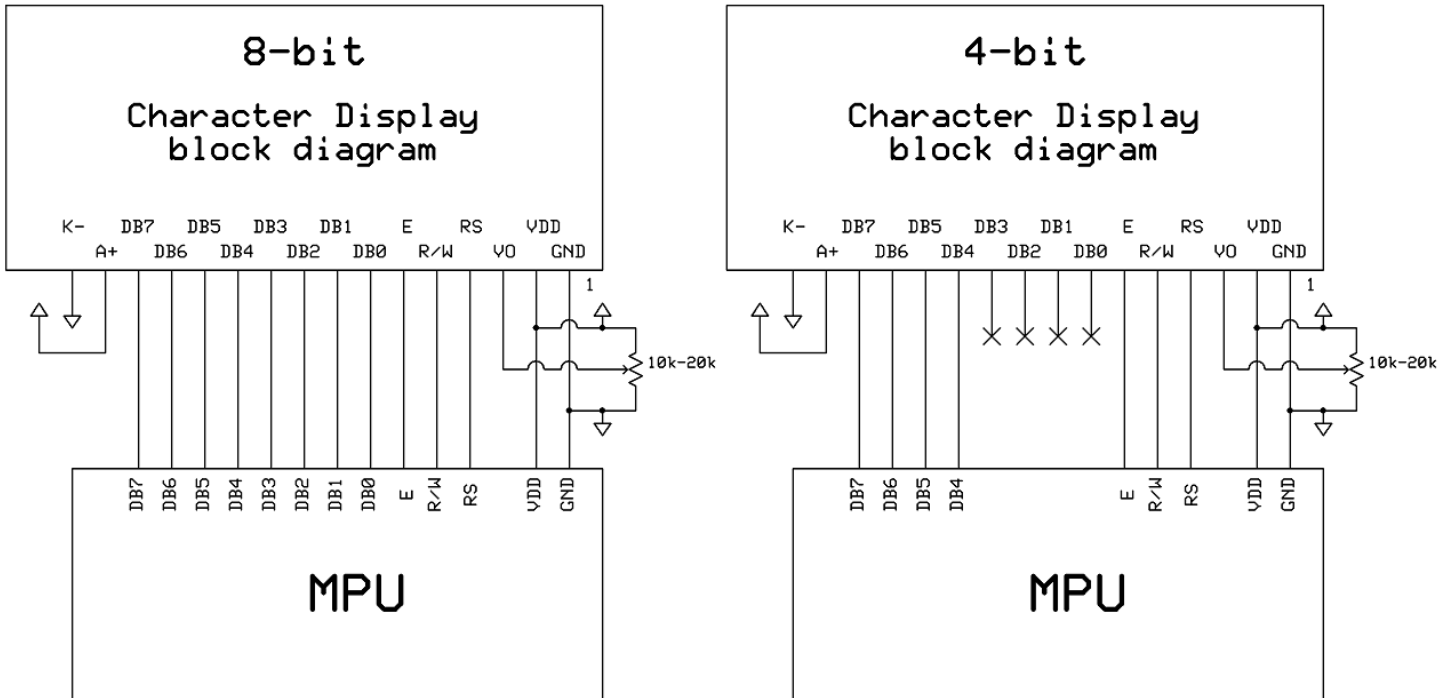 8-bit
Character Display
block diagram
K- DB7 DB5 DB3 DB1 E RS VDD
A+ DB6 DB4 DB2 DB0 R/W VO GND
1
10k-20k
DB7 DB6 DB5 DB4 DB3 DB2 DB1 DB0 E R/W RS VDD GND
MPU
4-bit
Character Display
block diagram
K- DB7 DB5 DB3 DB1 E RS VDD
A+ DB6 DB4 DB2 DB0 R/W VO GND
1
10k-20k
DB7 DB6 DB5 DB4 E R/W RS VDD GND
MPU